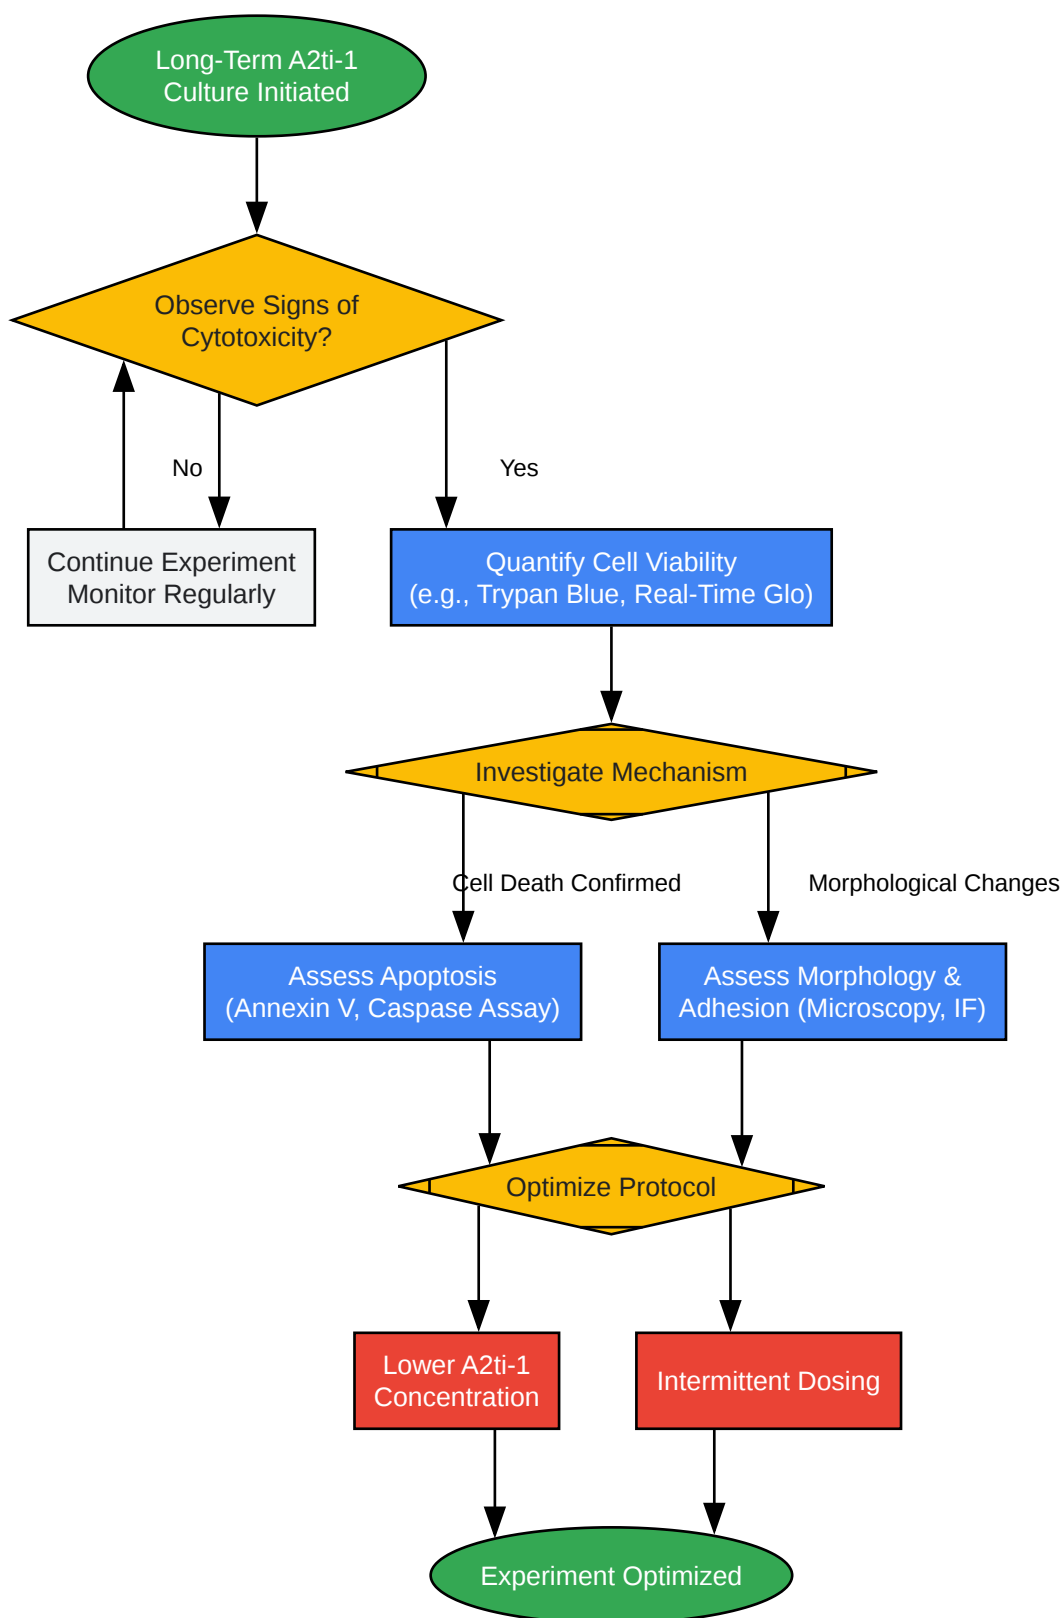 Long-Term A2ti-1
Culture Initiated
Observe Signs of
Cytotoxicity?
No
Yes
Continue Experiment
Monitor Regularly
Quantify Cell Viability
(e.g., Trypan Blue, Real-Time Glo)
Investigate Mechanism
Cell Death Confirmed
Morphological Changes
Assess Apoptosis
(Annexin V, Caspase Assay)
Assess Morphology &
Adhesion (Microscopy, IF)
Optimize Protocol
Lower A2ti-1
Concentration
Intermittent Dosing
Experiment Optimized